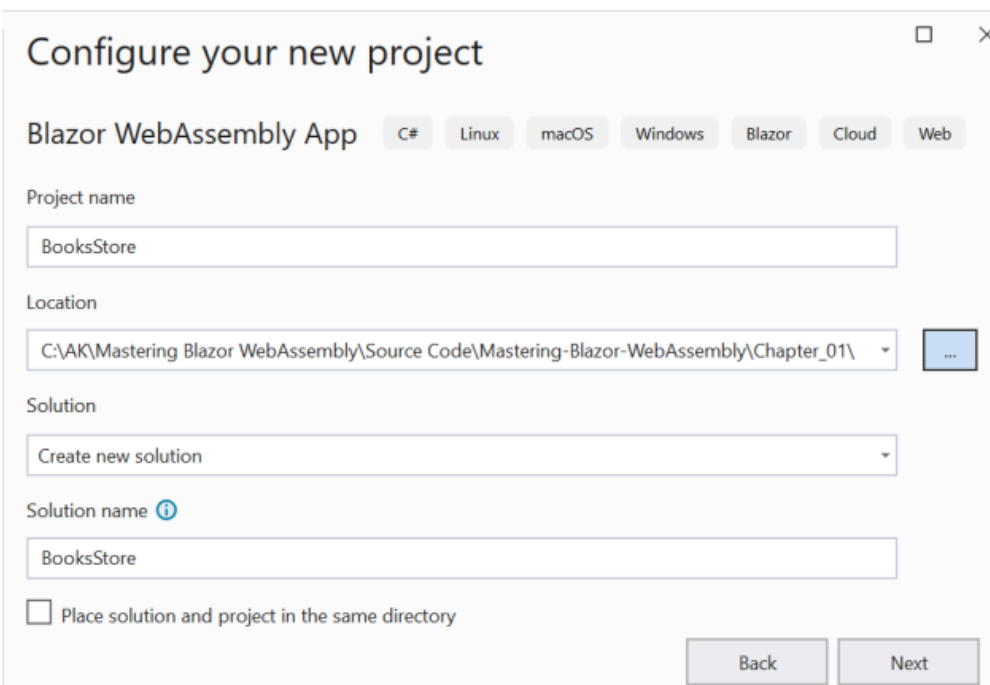 Configure your new project
Blazor WebAssembly App C# Linux macOS Windows Blazor Cloud Web
Project name
BooksStore
Location
C:\AK\Mastering Blazor WebAssembly\Source Code\Mastering-Blazor-WebAssembly\Chapter_01\
...
Solution
Create new solution
Solution name
BooksStore
Place solution and project in the same directory
Back Next